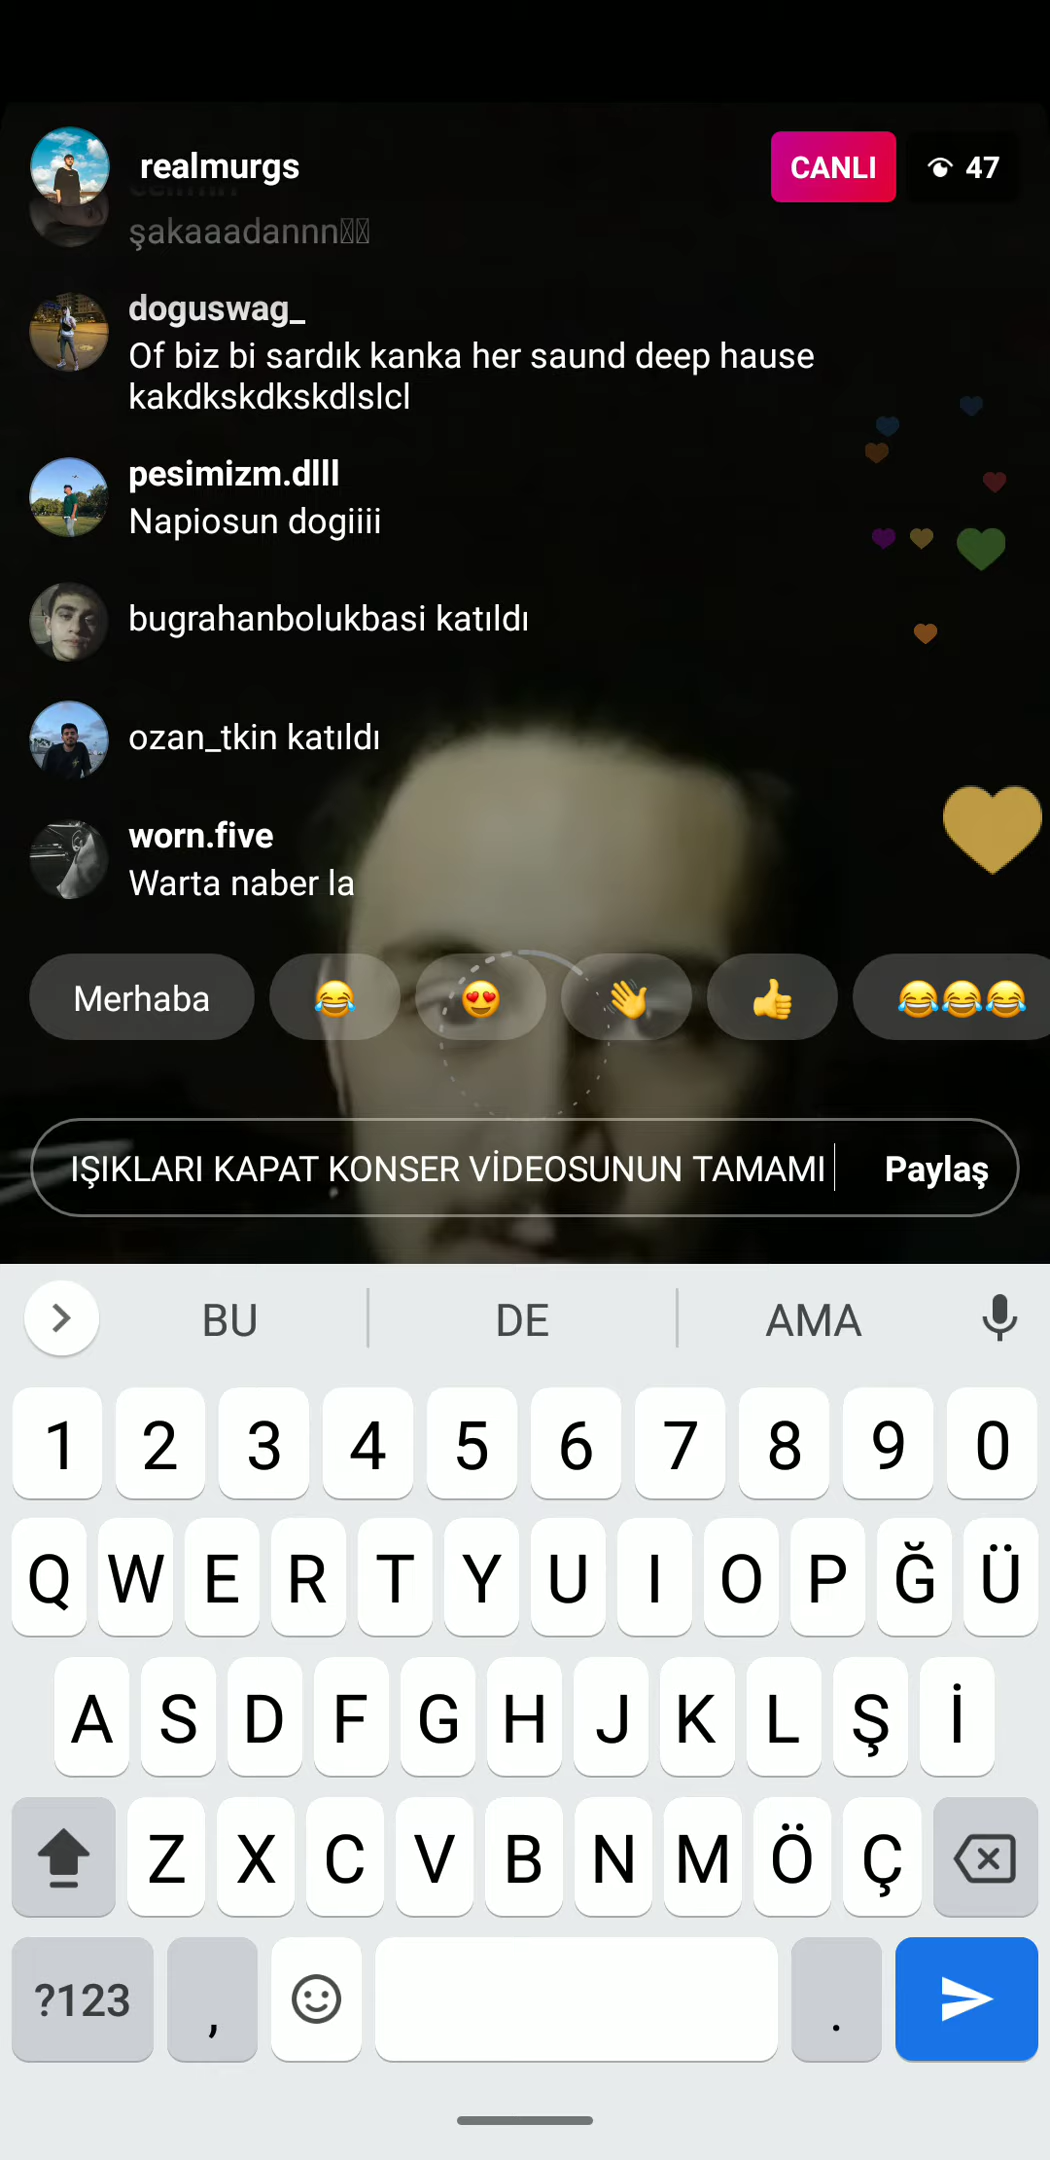 realmurgs
CANLI
47
şakaaadannn
doguswag_
Of biz bi sardık kanka her saund deep hause
kakdkskdkskdlslcl
pesimizm.dlll
Napiosun dogiiii
bugrahanbolukbasi katıldı
ozan_tkin katıldı
worn.five
Warta naber la
Merhaba
IŞIKLARI KAPAT KONSER VİDEOSUNUN TAMAMI
Paylaş
BU DE AMA
1 2 3 4 5 6 7 8 9 0
Q W E R T Y U I O P Ğ Ü
A S D F G H J K L Ş İ
Z X C V B N M Ö Ç
?123 , .